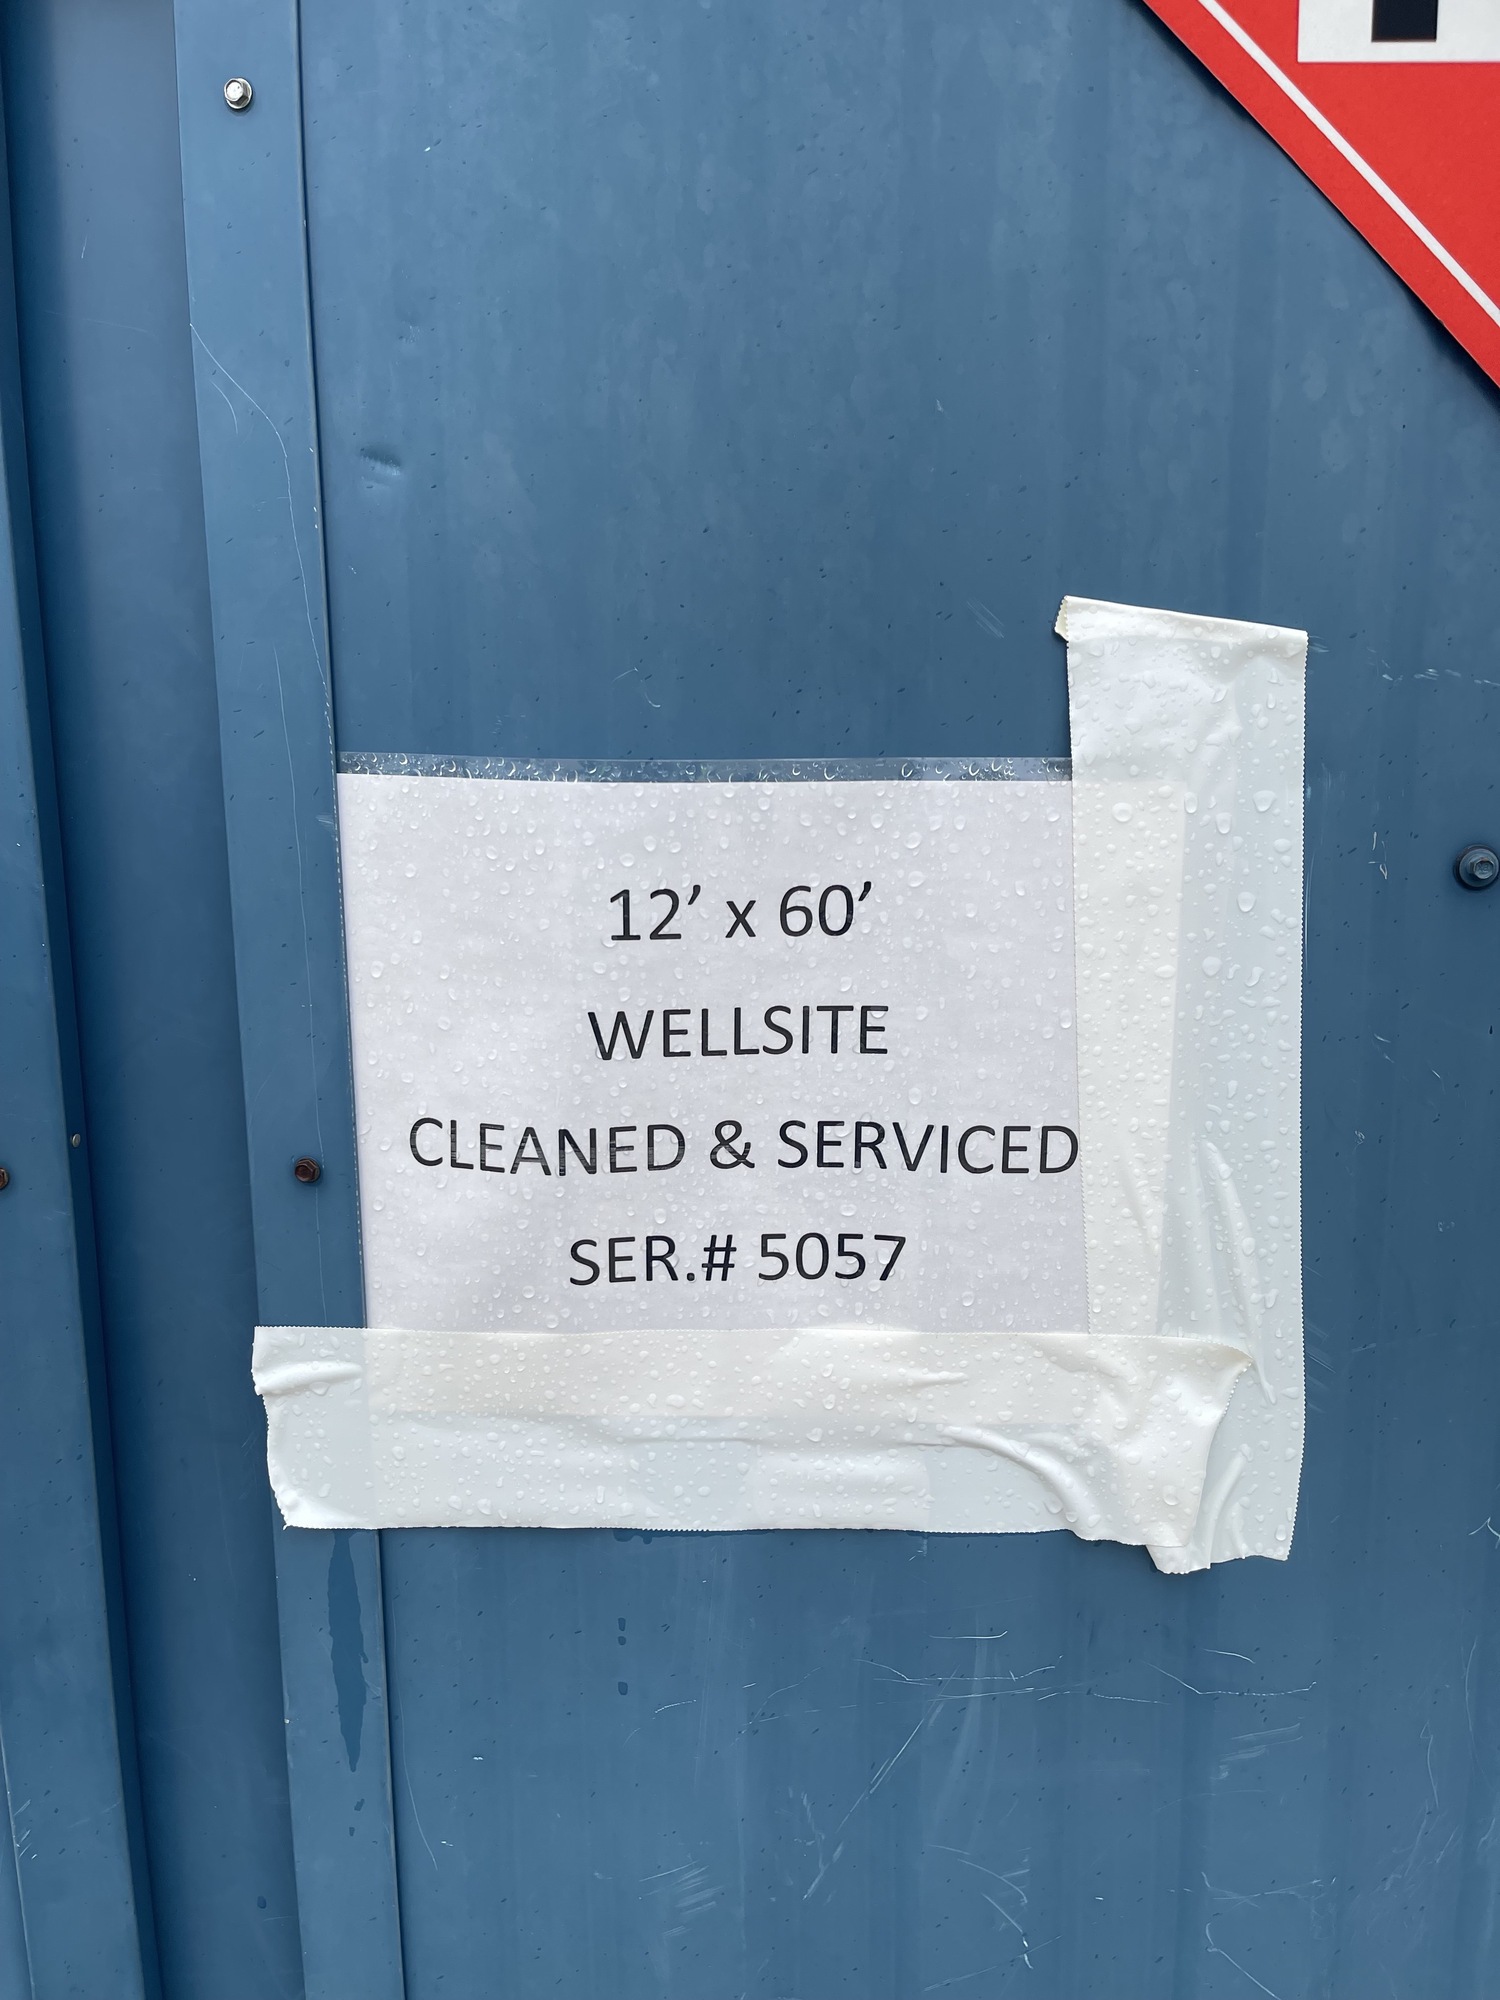 12’ x 60’
WELLSITE
CLEANED & SERVICED
SER.# 5057